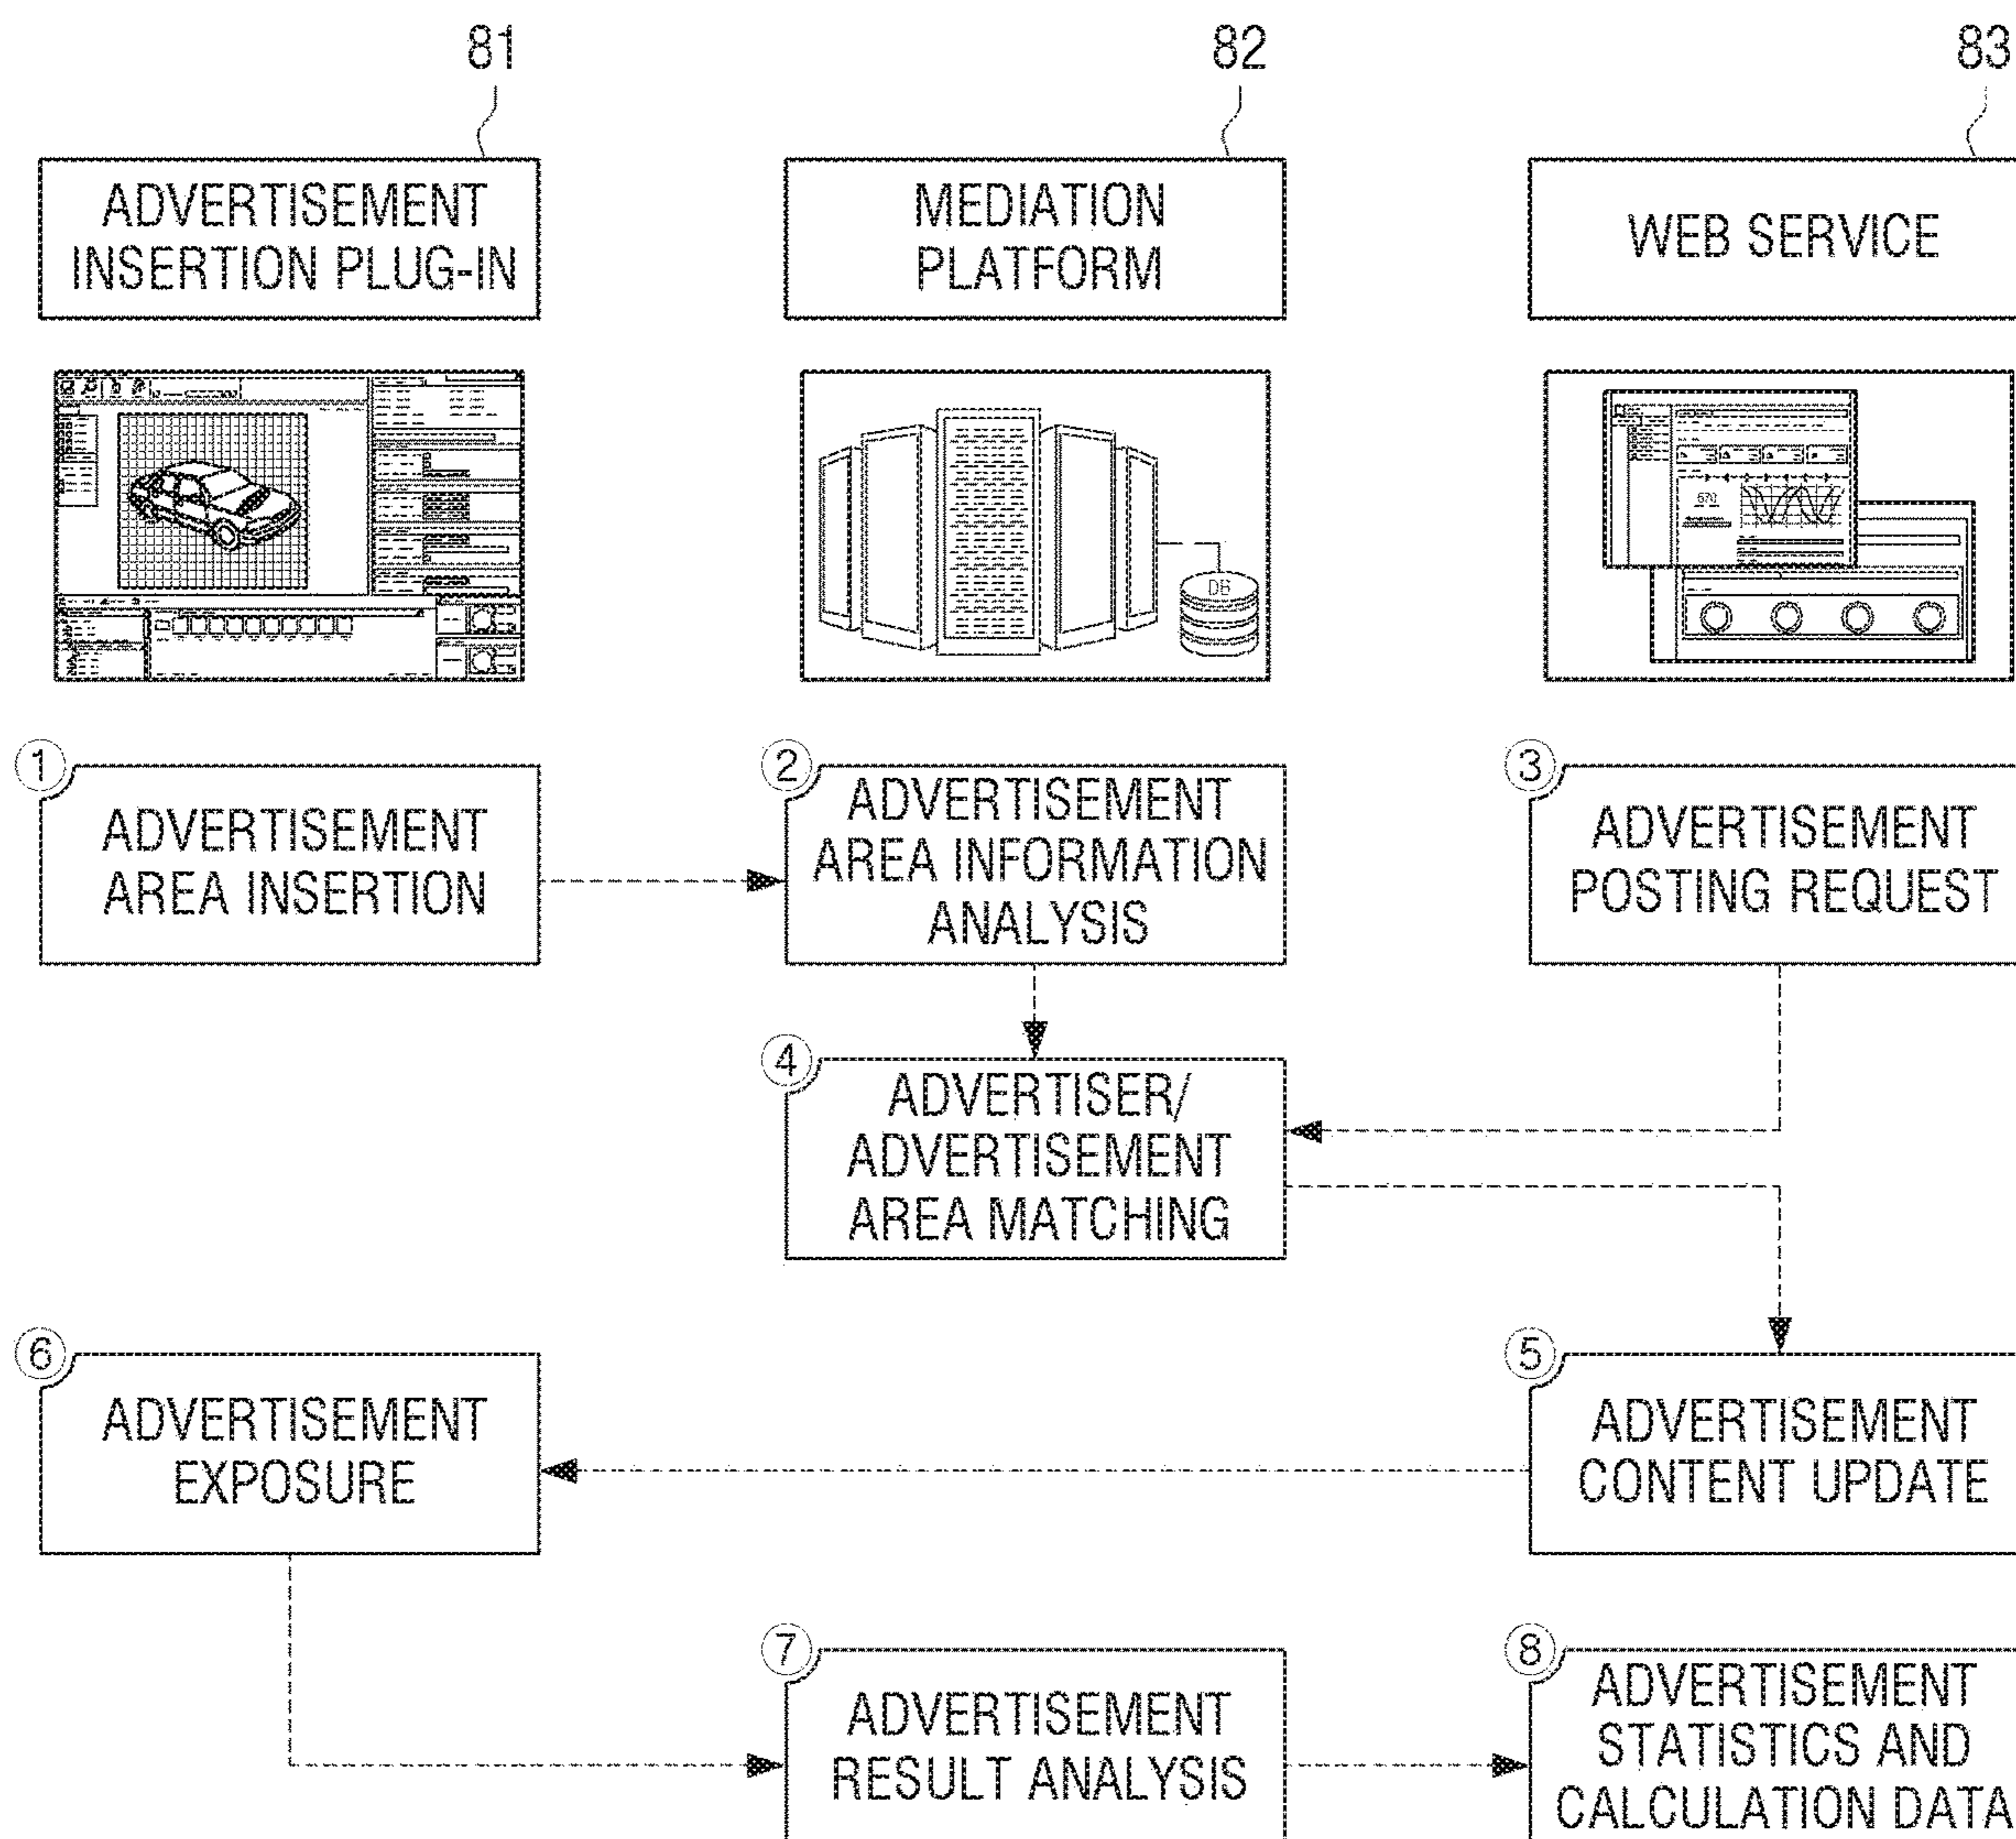 81
82
83
ADVERTISEMENT
INSERTION PLUG-IN
MEDIATION
PLATFORM
WEB SERVICE
DB
670
1
ADVERTISEMENT
AREA INSERTION
2
ADVERTISEMENT
AREA INFORMATION
ANALYSIS
3
ADVERTISEMENT
POSTING REQUEST
4
ADVERTISER/
ADVERTISEMENT
AREA MATCHING
5
ADVERTISEMENT
CONTENT UPDATE
6
ADVERTISEMENT
EXPOSURE
7
ADVERTISEMENT
RESULT ANALYSIS
8
ADVERTISEMENT
STATISTICS AND
CALCULATION DATA